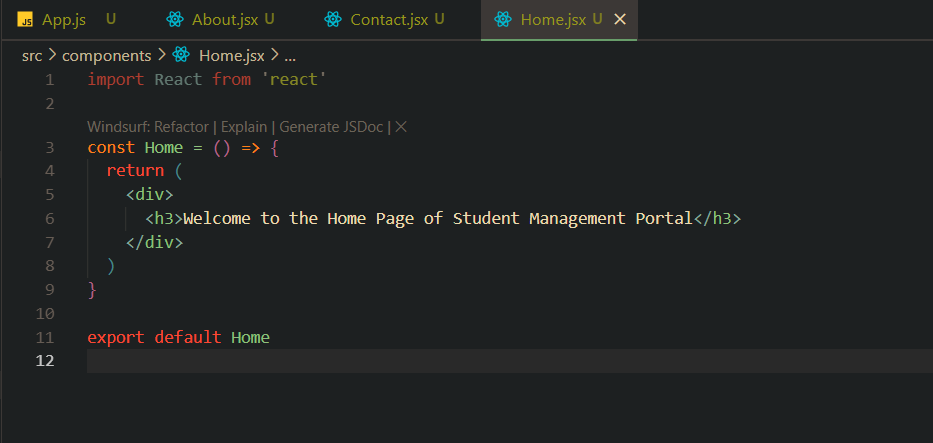 JS App.js U About.jsx U Contact.jsx U Home.jsx U ×
src > components > Home.jsx > ...
1 import React from 'react'
2
Windsurf: Refactor | Explain | Generate JSDoc | ×
3 const Home = () => {
4   return (
5     <div>
6       <h3>Welcome to the Home Page of Student Management Portal</h3>
7     </div>
8   )
9 }
10
11 export default Home
12